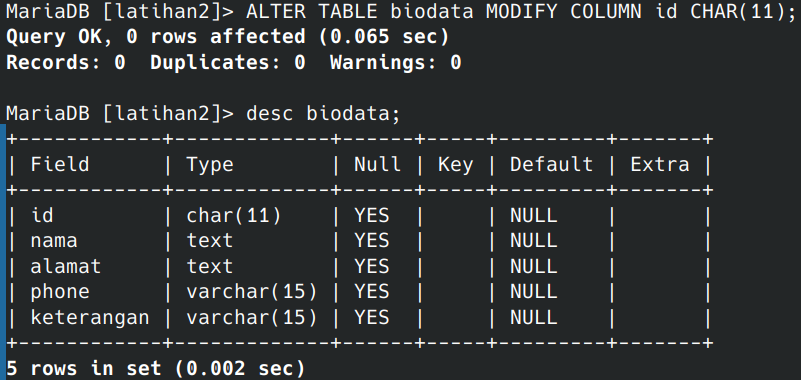 MariaDB [latihan2]> ALTER TABLE biodata MODIFY COLUMN id CHAR(11);
Query OK, 0 rows affected (0.065 sec)
Records: 0  Duplicates: 0  Warnings: 0

MariaDB [latihan2]> desc biodata;
+------------+-------------+------+-----+---------+-------+
| Field      | Type        | Null | Key | Default | Extra |
+------------+-------------+------+-----+---------+-------+
| id         | char(11)    | YES  |     | NULL    |       |
| nama       | text        | YES  |     | NULL    |       |
| alamat     | text        | YES  |     | NULL    |       |
| phone      | varchar(15) | YES  |     | NULL    |       |
| keterangan | varchar(15) | YES  |     | NULL    |       |
+------------+-------------+------+-----+---------+-------+
5 rows in set (0.002 sec)